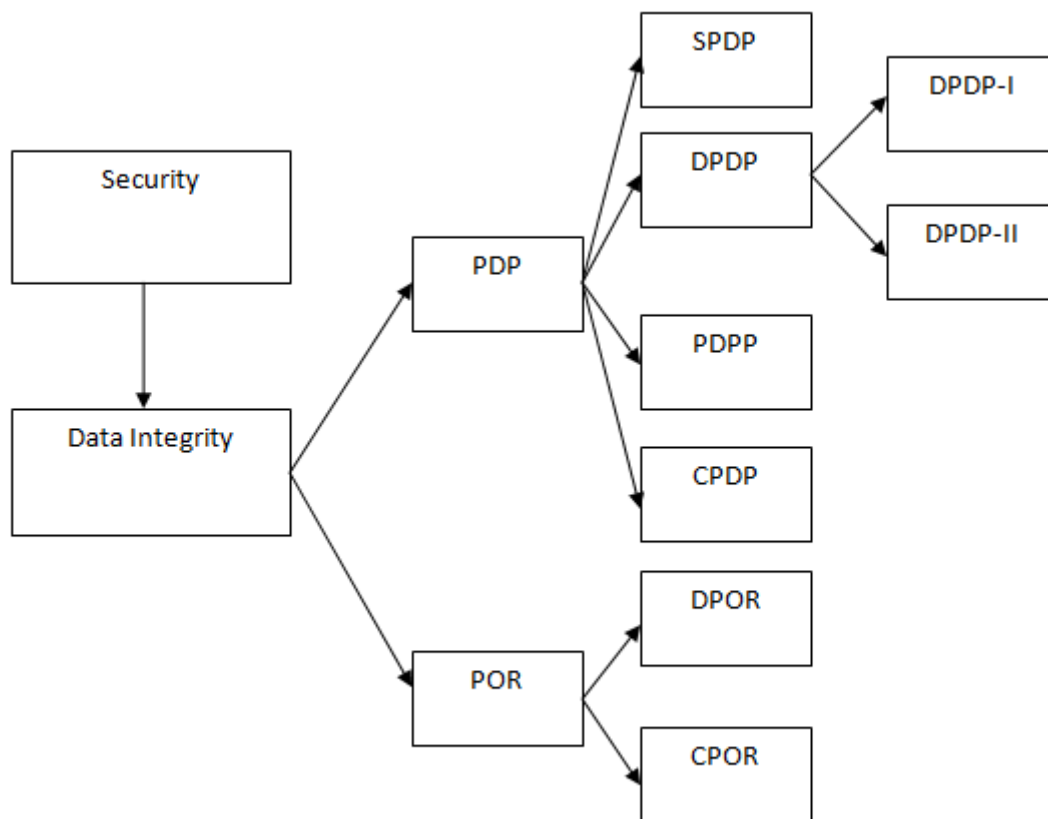 Security
Data Integrity
PDP
POR
SPDP
DPDP
PDPP
CPDP
DPOR
CPOR
DPDP-I
DPDP-II